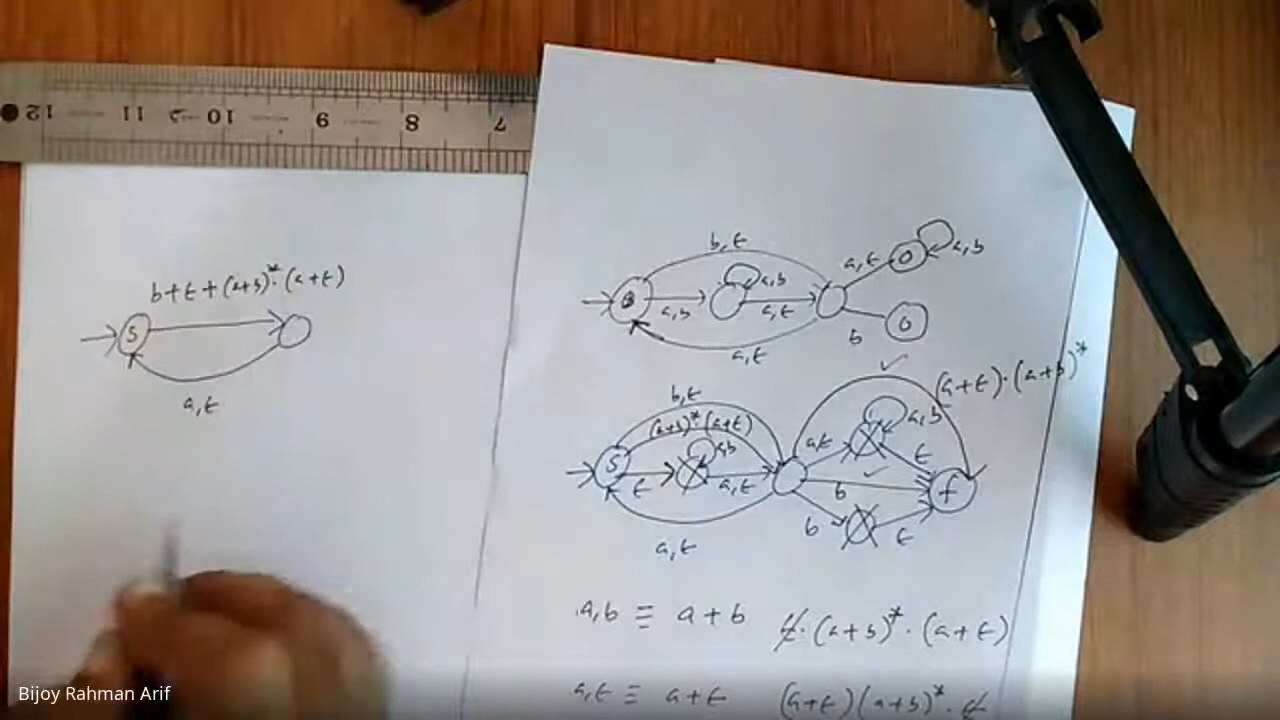 12 11 10 9 8 7
b+ε+(a+b)*·(a+ε)
S
a,ε
b,ε
a,b
a,b
a,ε
a,ε
a,b
b
a,ε
b,ε
(a+b)*(a+ε)
S
ε
a,b
a,ε
a,ε
a,ε
a,b
ε
b
b
ε
f
(a+ε)·(a+b)*
a,b ≡ a+b
ε·(a+b)*·(a+ε)
a,ε ≡ a+ε
(a+ε)(a+b)*·ε
Bijoy Rahman Arif